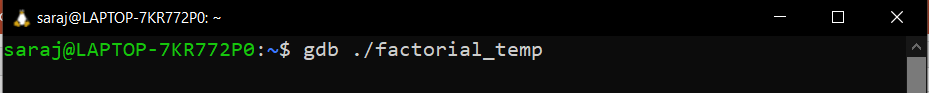 saraj@LAPTOP-7KR772P0: ~
saraj@LAPTOP-7KR772P0:~$ gdb ./factorial_temp